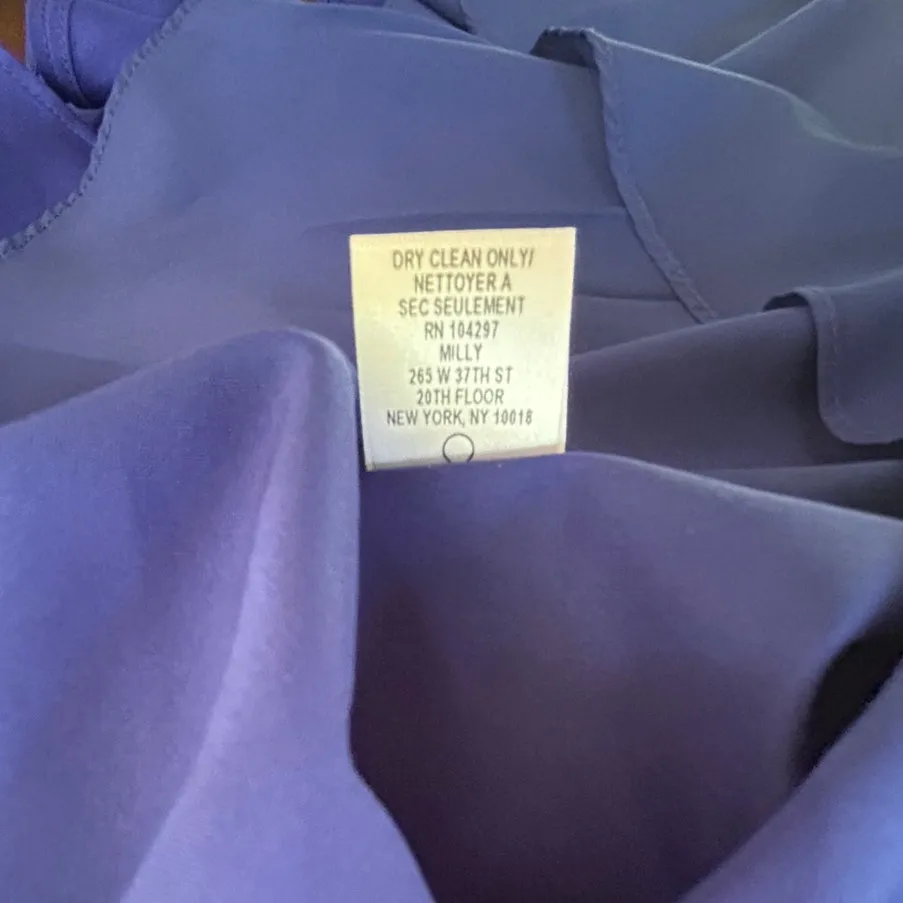 DRY CLEAN ONLY/
NETTOYER A
SEC SEULEMENT
RN 104297
MILLY
265 W 37TH ST
20TH FLOOR
NEW YORK, NY 10018